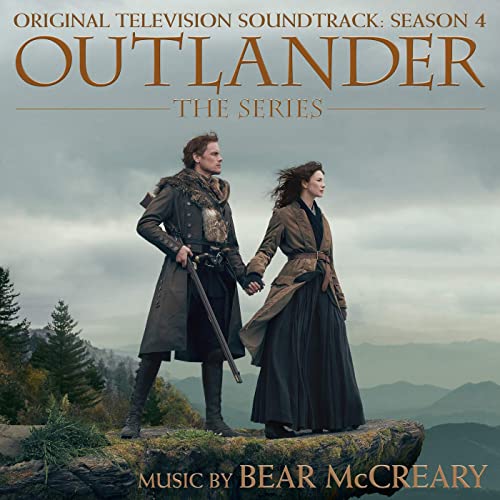 ORIGINAL TELEVISION SOUNDTRACK: SEASON 4
OUTLANDER
THE SERIES
MUSIC BY BEAR McCREARY